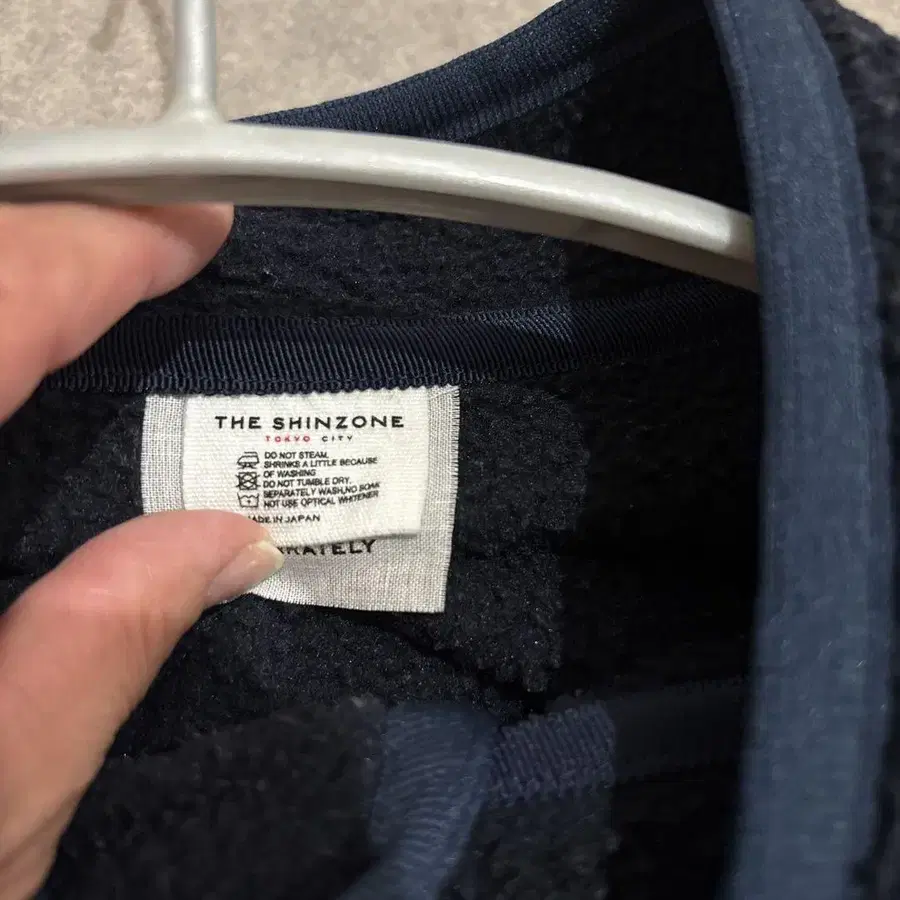 THE SHINZONE
TOKYO CITY
DO NOT STEAM,
SHRINKS A LITTLE BECAUSE
OF WASHING
DO NOT TUMBLE DRY,
SEPARATELY WASH,NO SOAK
NOT USE OPTICAL WHITENER
MADE IN JAPAN